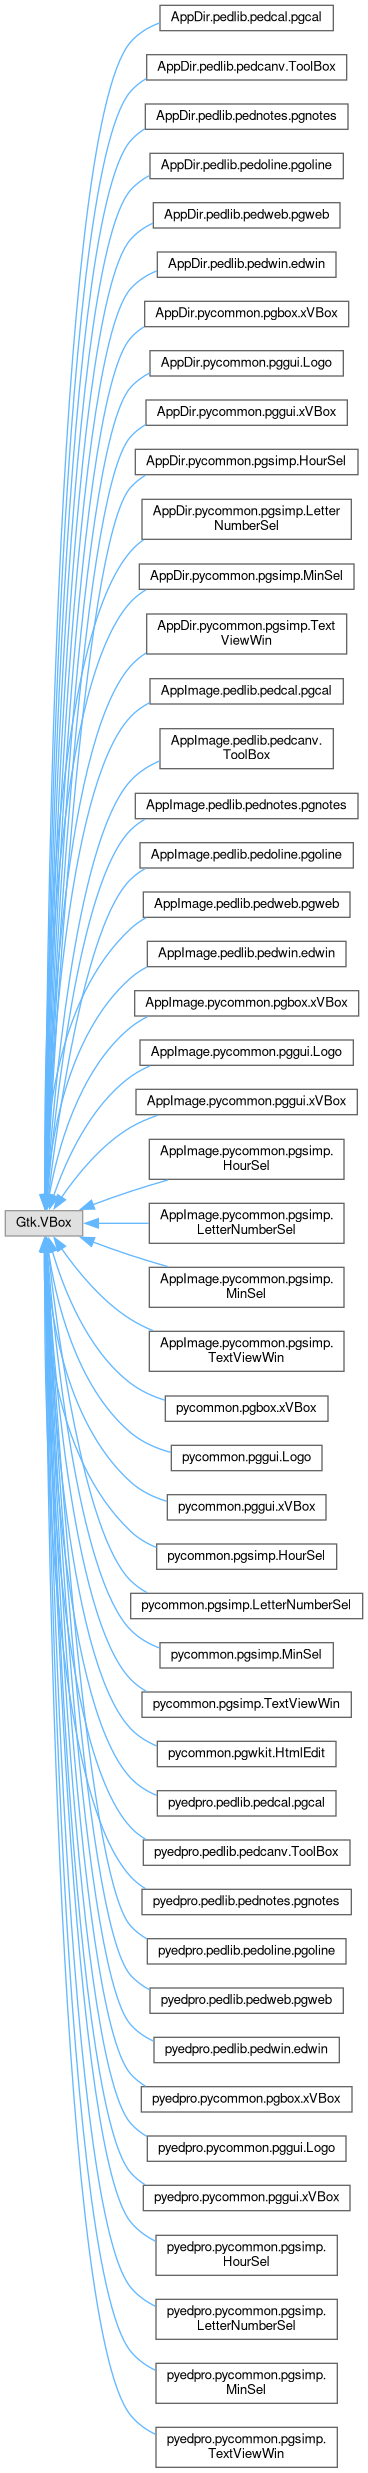 AppDir.pedlib.pedcal.pgcal
AppDir.pedlib.pedcanv.ToolBox
AppDir.pedlib.pednotes.pgnotes
AppDir.pedlib.pedoline.pgoline
AppDir.pedlib.pedweb.pgweb
AppDir.pedlib.pedwin.edwin
AppDir.pycommon.pgbox.xVBox
AppDir.pycommon.pggui.Logo
AppDir.pycommon.pggui.xVBox
AppDir.pycommon.pgsimp.HourSel
AppDir.pycommon.pgsimp.Letter
NumberSel
AppDir.pycommon.pgsimp.MinSel
AppDir.pycommon.pgsimp.Text
ViewWin
AppImage.pedlib.pedcal.pgcal
AppImage.pedlib.pedcanv.
ToolBox
AppImage.pedlib.pednotes.pgnotes
AppImage.pedlib.pedoline.pgoline
AppImage.pedlib.pedweb.pgweb
AppImage.pedlib.pedwin.edwin
AppImage.pycommon.pgbox.xVBox
AppImage.pycommon.pggui.Logo
AppImage.pycommon.pggui.xVBox
AppImage.pycommon.pgsimp.
HourSel
Gtk.VBox
AppImage.pycommon.pgsimp.
LetterNumberSel
AppImage.pycommon.pgsimp.
MinSel
AppImage.pycommon.pgsimp.
TextViewWin
pycommon.pgbox.xVBox
pycommon.pggui.Logo
pycommon.pggui.xVBox
pycommon.pgsimp.HourSel
pycommon.pgsimp.LetterNumberSel
pycommon.pgsimp.MinSel
pycommon.pgsimp.TextViewWin
pycommon.pgwkit.HtmlEdit
pyedpro.pedlib.pedcal.pgcal
pyedpro.pedlib.pedcanv.ToolBox
pyedpro.pedlib.pednotes.pgnotes
pyedpro.pedlib.pedoline.pgoline
pyedpro.pedlib.pedweb.pgweb
pyedpro.pedlib.pedwin.edwin
pyedpro.pycommon.pgbox.xVBox
pyedpro.pycommon.pggui.Logo
pyedpro.pycommon.pggui.xVBox
pyedpro.pycommon.pgsimp.
HourSel
pyedpro.pycommon.pgsimp.
LetterNumberSel
pyedpro.pycommon.pgsimp.
MinSel
pyedpro.pycommon.pgsimp.
TextViewWin